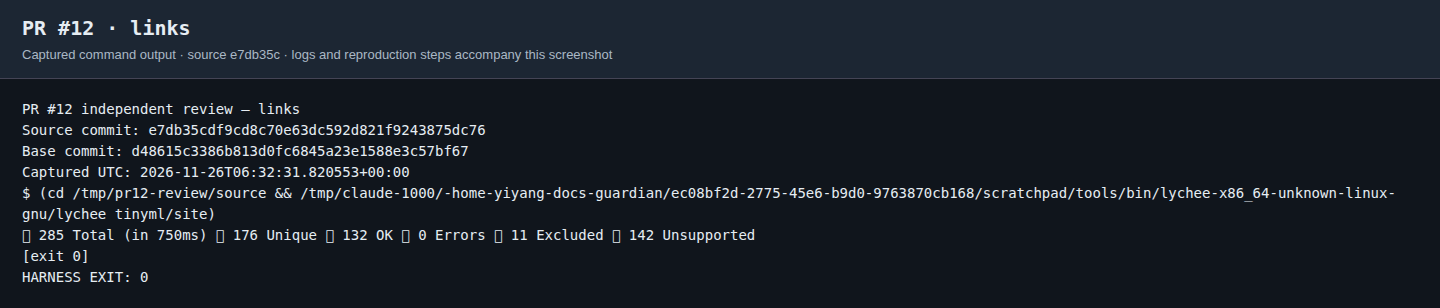 PR #12 · links
Captured command output · source e7db35c · logs and reproduction steps accompany this screenshot
PR #12 independent review — links
Source commit: e7db35cdf9cd8c70e63dc592d821f9243875dc76
Base commit: d48615c3386b813d0fc6845a23e1588e3c57bf67
Captured UTC: 2026-11-26T06:32:31.820553+00:00
$ (cd /tmp/pr12-review/source && /tmp/claude-1000/-home-yiyang-docs-guardian/ec08bf2d-2775-45e6-b9d0-9763870cb168/scratchpad/tools/bin/lychee-x86_64-unknown-linux-
gnu/lychee tinyml/site)
▯ 285 Total (in 750ms) ▯ 176 Unique ▯ 132 OK ▯ 0 Errors ▯ 11 Excluded ▯ 142 Unsupported
[exit 0]
HARNESS EXIT: 0